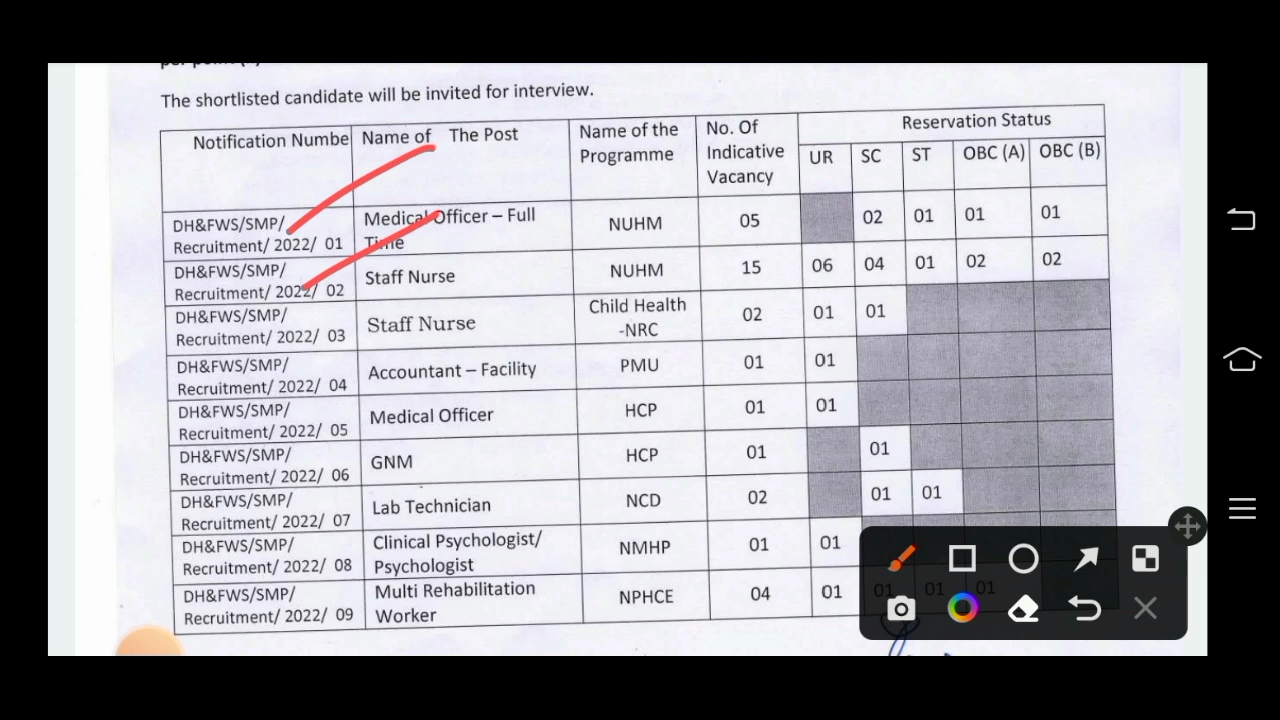 The shortlisted candidate will be invited for interview.
Notification Numbe Name of The Post Name of the Programme No. Of Indicative Vacancy Reservation Status
UR SC ST OBC (A) OBC (B)
DH&FWS/SMP/ Recruitment/ 2022/ 01 Medical Officer – Full Time NUHM 05 02 01 01 01
DH&FWS/SMP/ Recruitment/ 2022/ 02 Staff Nurse NUHM 15 06 04 01 02 02
DH&FWS/SMP/ Recruitment/ 2022/ 03 Staff Nurse Child Health -NRC 02 01 01
DH&FWS/SMP/ Recruitment/ 2022/ 04 Accountant – Facility PMU 01 01
DH&FWS/SMP/ Recruitment/ 2022/ 05 Medical Officer HCP 01 01
DH&FWS/SMP/ Recruitment/ 2022/ 06 GNM HCP 01 01
DH&FWS/SMP/ Recruitment/ 2022/ 07 Lab Technician NCD 02 01 01
DH&FWS/SMP/ Recruitment/ 2022/ 08 Clinical Psychologist/ Psychologist NMHP 01 01
DH&FWS/SMP/ Recruitment/ 2022/ 09 Multi Rehabilitation Worker NPHCE 04 01 01 01 01